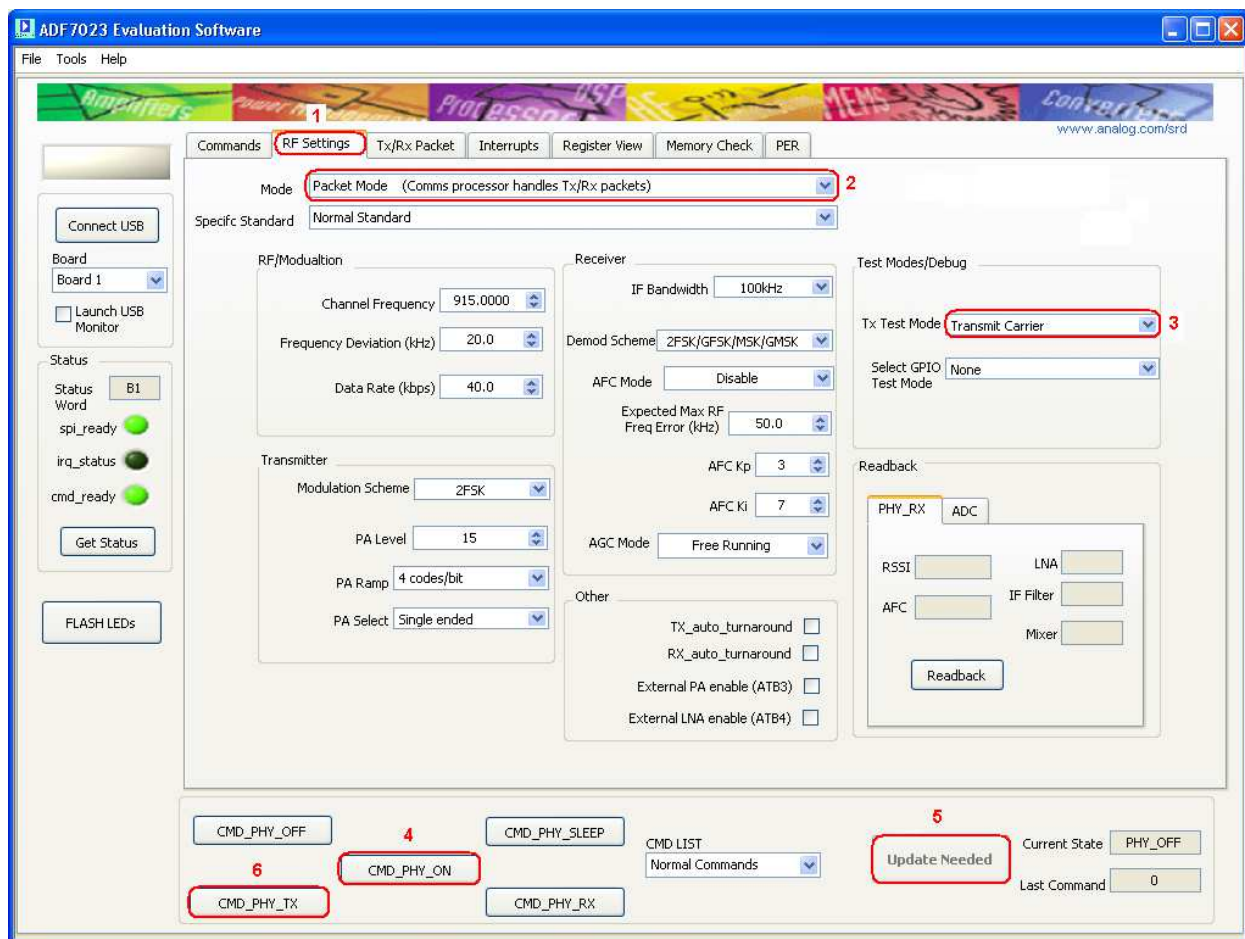 ADF7023 Evaluation Software
File Tools Help
Amplifiers
Processor
DSP
RF
MEMS
Converters
www.analog.com/srd
1
Commands RF Settings Tx/Rx Packet Interrupts Register View Memory Check PER
Mode Packet Mode (Comms processor handles Tx/Rx packets) 2
Specifc Standard Normal Standard
Connect USB
Board
Board 1
Launch USB
Monitor
Status
Status
Word
B1
spi_ready
irq_status
cmd_ready
Get Status
FLASH LEDs
RF/Modualtion
Channel Frequency 915.0000
Frequency Deviation (kHz) 20.0
Data Rate (kbps) 40.0
Transmitter
Modulation Scheme 2FSK
PA Level 15
PA Ramp 4 codes/bit
PA Select Single ended
Receiver
IF Bandwidth 100kHz
Demod Scheme 2FSK/GFSK/MSK/GMSK
AFC Mode Disable
Expected Max RF
Freq Error (kHz) 50.0
AFC Kp 3
AFC Ki 7
AGC Mode Free Running
Other
TX_auto_turnaround
RX_auto_turnaround
External PA enable (ATB3)
External LNA enable (ATB4)
Test Modes/Debug
Tx Test Mode Transmit Carrier 3
Select GPIO
Test Mode
None
Readback
PHY_RX ADC
RSSI
LNA
AFC
IF Filter
Mixer
Readback
CMD_PHY_OFF
4
CMD_PHY_ON
6
CMD_PHY_TX
CMD_PHY_SLEEP
CMD_PHY_RX
CMD LIST
Normal Commands
5
Update Needed
Current State PHY_OFF
Last Command 0